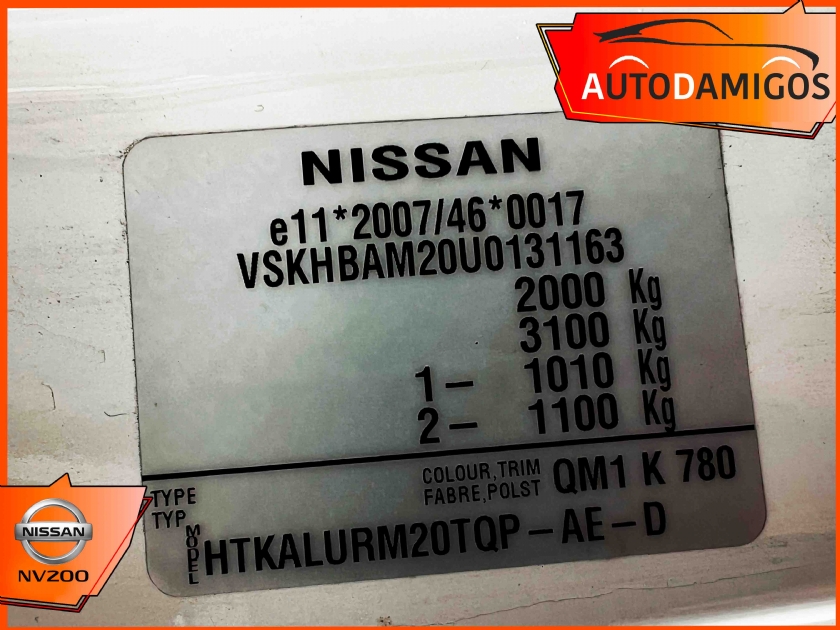 AUTODAMIGOS
NISSAN
e11*2007/46*0017
VSKHBAM20U0131163
2000 Kg
3100 Kg
1- 1010 Kg
2- 1100 Kg
TYPE
TYP
COLOUR,TRIM
FABRE,POLST
QM1 K 780
MODEL
HTKALURM20TQP-AE-D
NISSAN
NV200